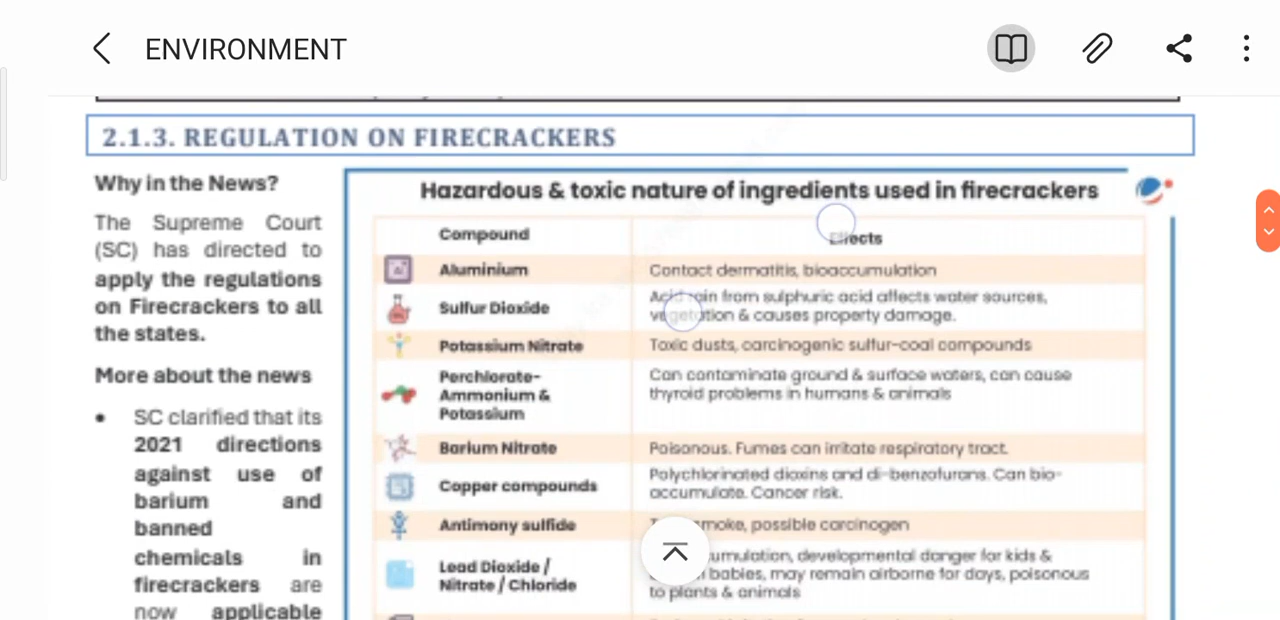 ENVIRONMENT
2.1.3. REGULATION ON FIRECRACKERS
Why in the News?
The Supreme Court
(SC) has directed to
apply the regulations
on Firecrackers to all
the states.
More about the news
• SC clarified that its
2021 directions
against use of
barium and
banned
chemicals in
firecrackers are
now applicable
Hazardous & toxic nature of ingredients used in firecrackers
Compound
Effects
Aluminium
Contact dermatitis, bioaccumulation
Sulfur Dioxide
Acid rain from sulphuric acid affects water sources,
vegetation & causes property damage.
Potassium Nitrate
Toxic dusts, carcinogenic sulfur-coal compounds
Perchlorate-
Ammonium &
Potassium
Can contaminate ground & surface waters, can cause
thyroid problems in humans & animals
Barium Nitrate
Poisonous. Fumes can irritate respiratory tract.
Copper compounds
Polychlorinated dioxins and di-benzofurans. Can bio-
accumulate. Cancer risk.
Antimony sulfide
smoke, possible carcinogen
Lead Dioxide /
Nitrate / Chloride
umulation, developmental danger for kids &
babies, may remain airborne for days, poisonous
to plants & animals